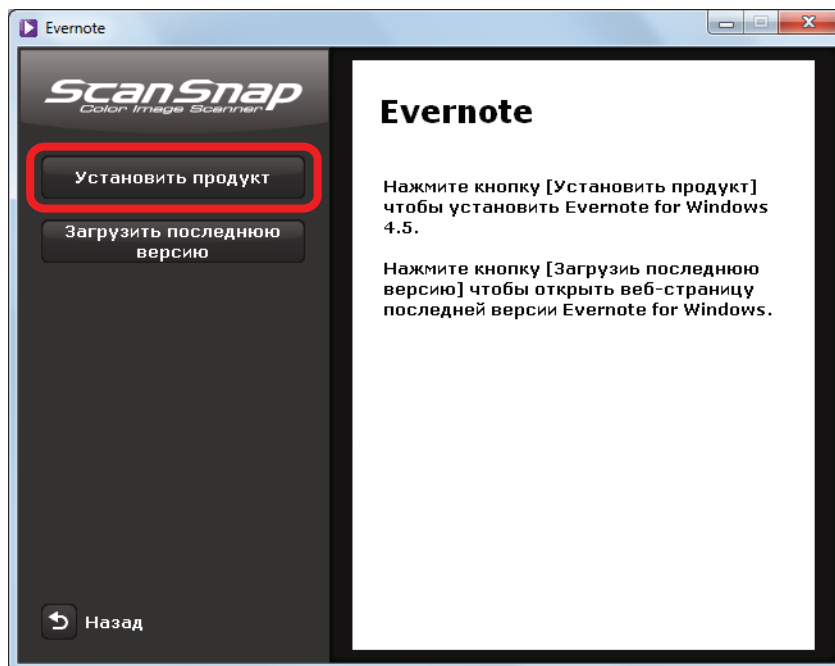 Evernote
ScanSnap
Color Image Scanner
Установить продукт
Загрузить последнюю
версию
Назад
Evernote
Нажмите кнопку [Установить продукт]
чтобы установить Evernote for Windows
4.5.
Нажмите кнопку [Загрузиь последнюю
версию] чтобы открыть веб-страницу
последней версии Evernote for Windows.